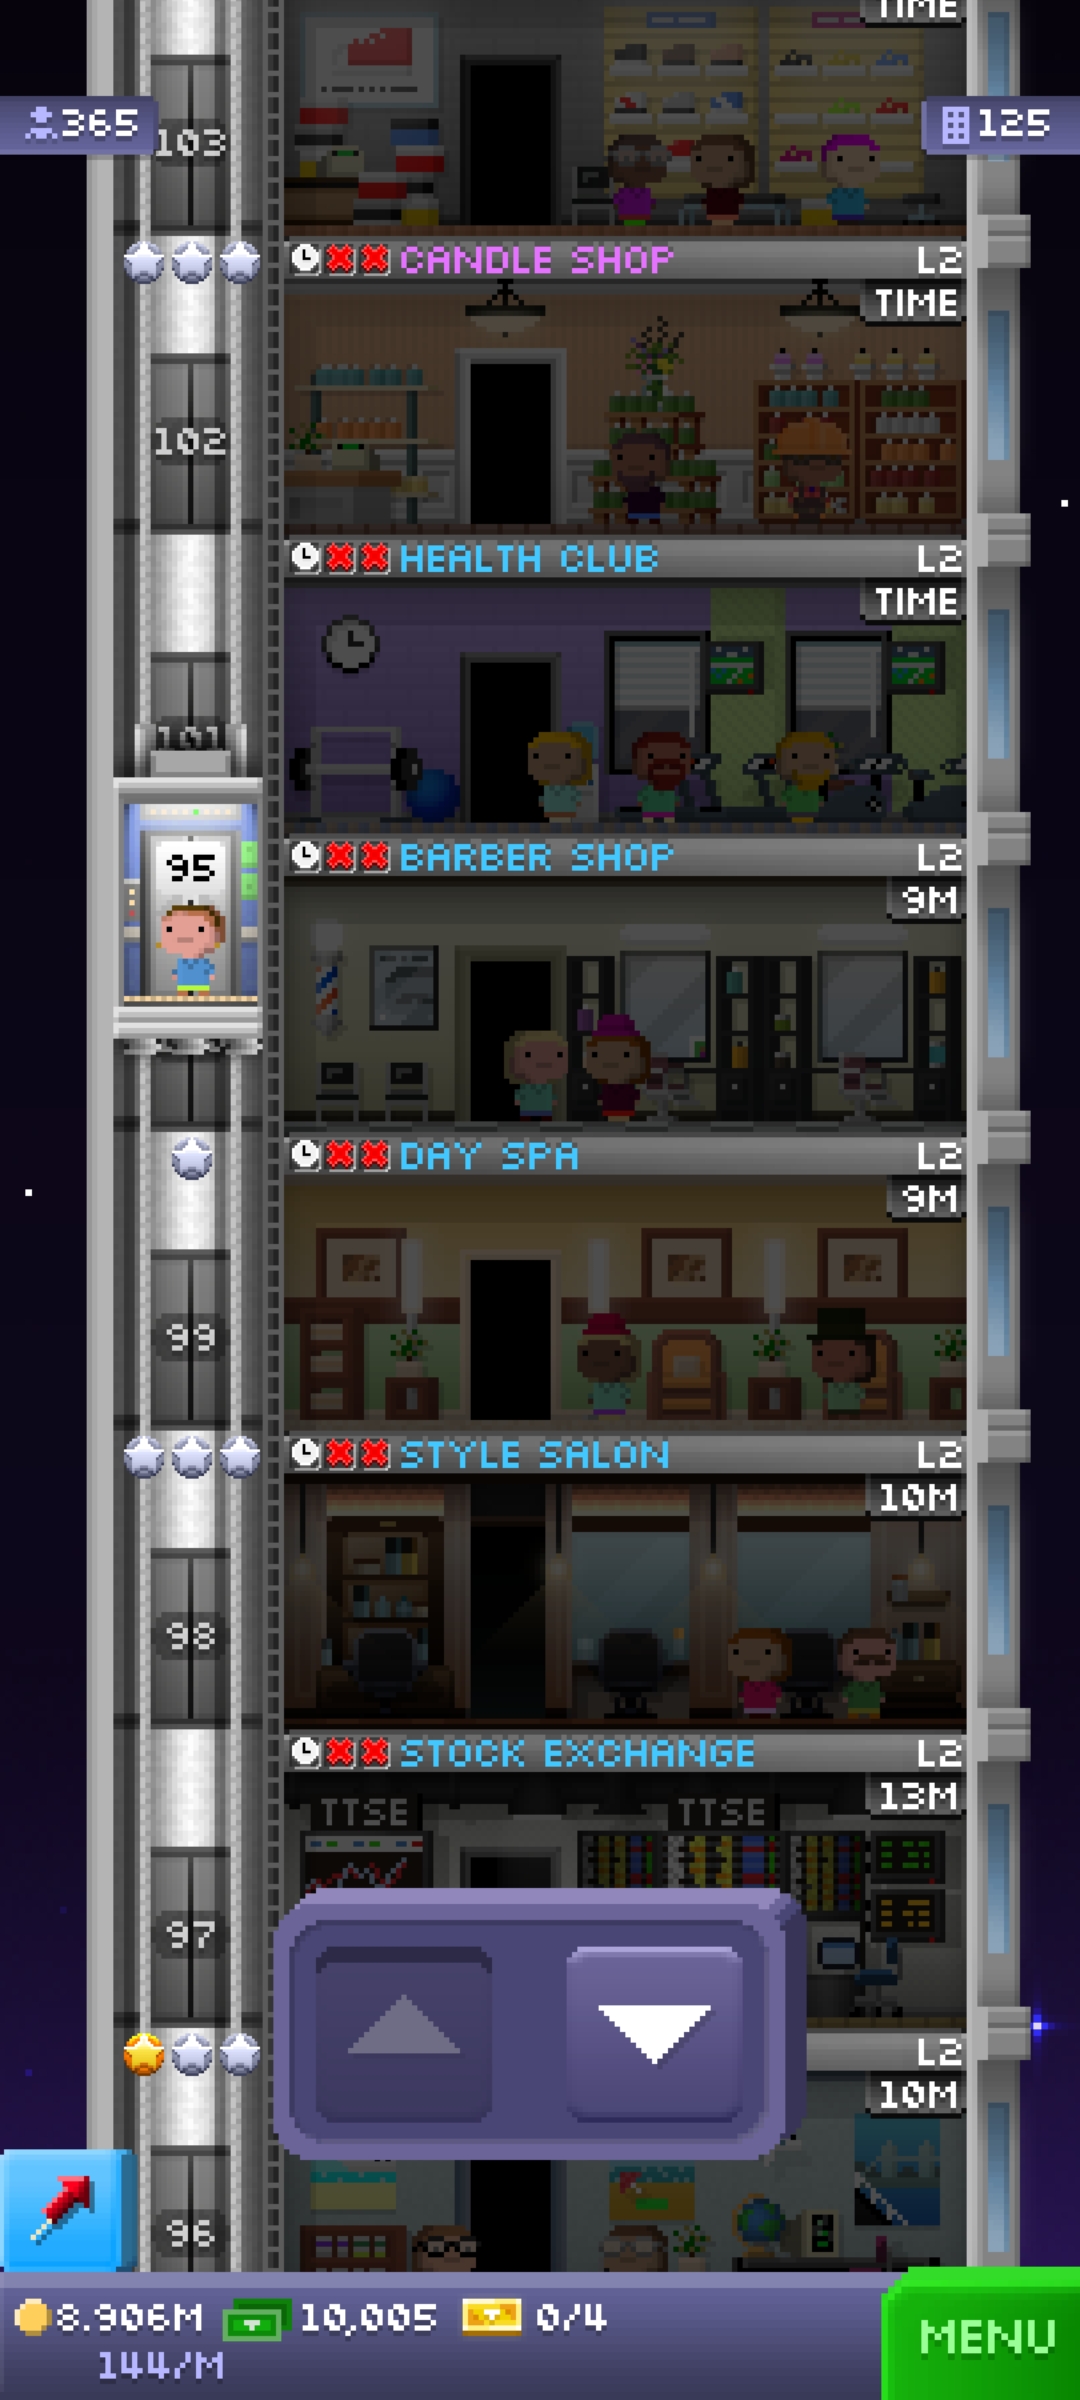 TIME
365
103
125
CANDLE SHOP L2
TIME
102
HEALTH CLUB L2
TIME
101
95
BARBER SHOP L2
9M
DAY SPA L2
9M
99
STYLE SALON L2
10M
98
STOCK EXCHANGE L2
13M
TTSE TTSE
97
L2
10M
96
8.906M 10,005 0/4
144/M
MENU